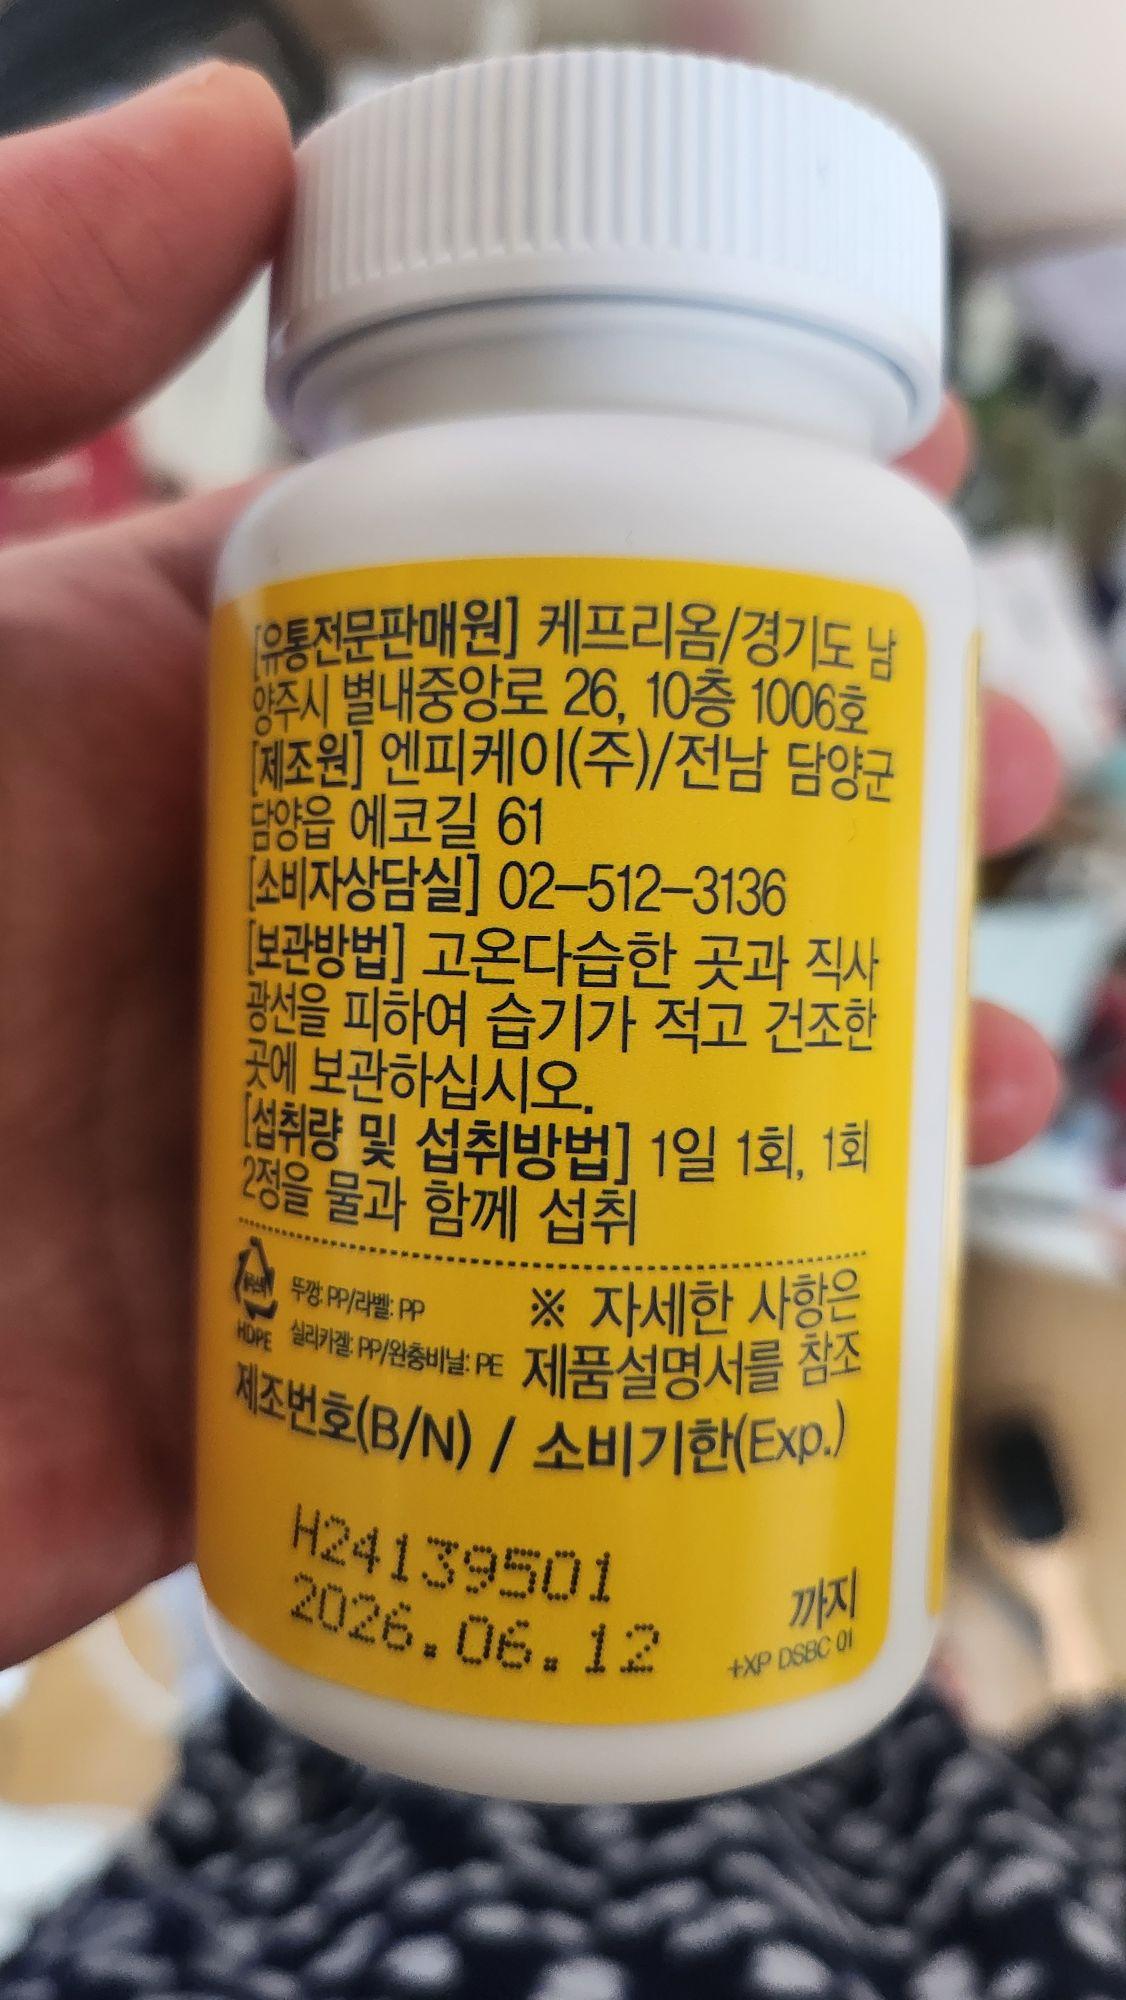 [유통전문판매원] 케프리옴/경기도 남
양주시 별내중앙로 26, 10층 1006호
[제조원] 엔피케이(주)/전남 담양군
담양읍 에코길 61
[소비자상담실] 02-512-3136
[보관방법] 고온다습한 곳과 직사
광선을 피하여 습기가 적고 건조한
곳에 보관하십시오.
[섭취량 및 섭취방법] 1일 1회, 1회
2정을 물과 함께 섭취
HDPE
뚜껑: PP/라벨: PP
실리카겔: PP/완충비닐: PE
※ 자세한 사항은
제품설명서를 참조
제조번호(B/N) / 소비기한(Exp.)
H24139501
2026.06.12
까지
+XP DSBC 01